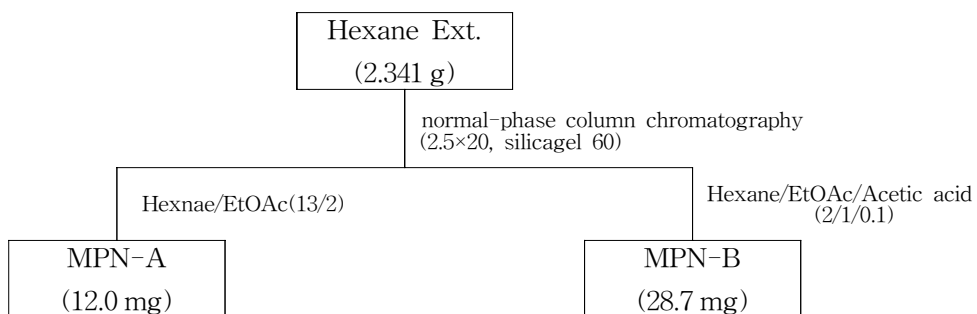 Hexane Ext.
(2.341 g)
normal-phase column chromatography
(2.5×20, silicagel 60)
Hexnae/EtOAc(13/2)
Hexane/EtOAc/Acetic acid
(2/1/0.1)
MPN-A
(12.0 mg)
MPN-B
(28.7 mg)